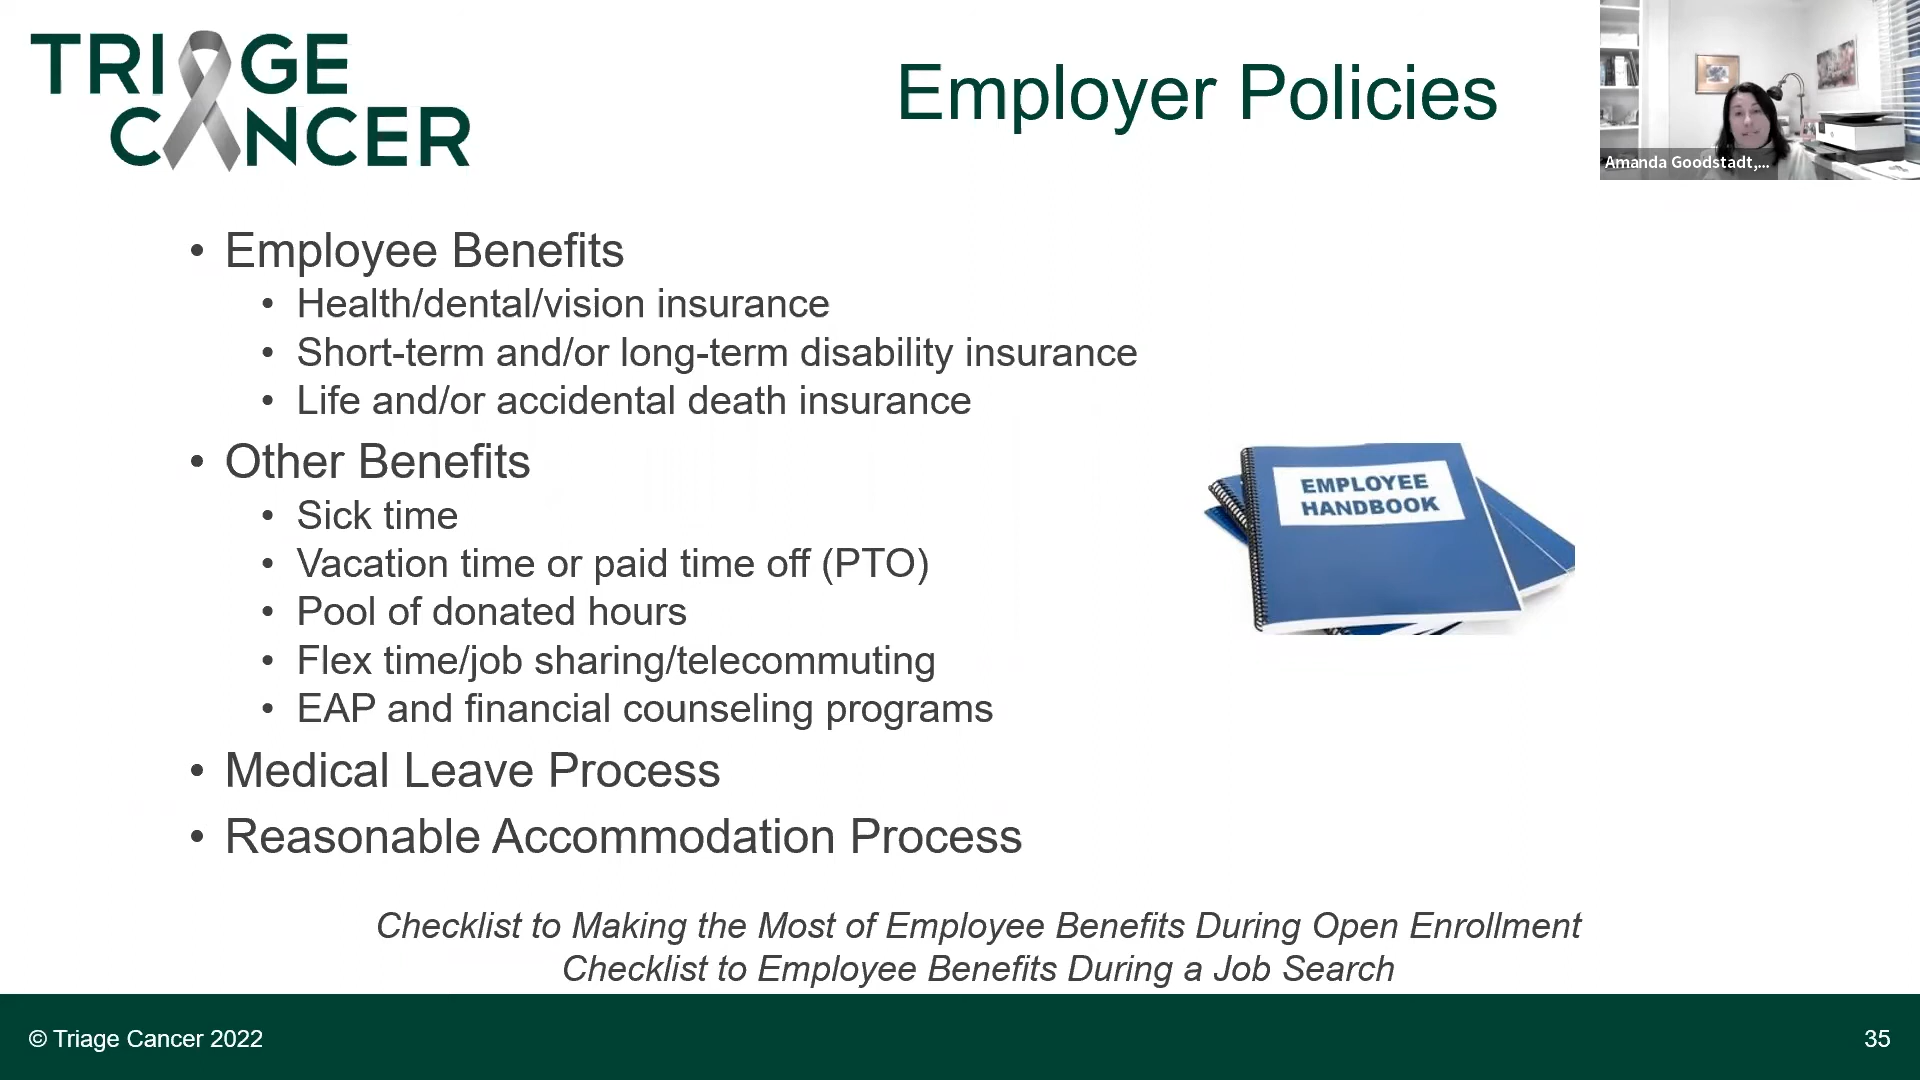 TRIAGE
CANCER
Employer Policies
Amanda Goodstadt,...
• Employee Benefits
• Health/dental/vision insurance
• Short-term and/or long-term disability insurance
• Life and/or accidental death insurance
• Other Benefits
• Sick time
• Vacation time or paid time off (PTO)
• Pool of donated hours
• Flex time/job sharing/telecommuting
• EAP and financial counseling programs
EMPLOYEE
HANDBOOK
• Medical Leave Process
• Reasonable Accommodation Process
Checklist to Making the Most of Employee Benefits During Open Enrollment
Checklist to Employee Benefits During a Job Search
© Triage Cancer 2022
35